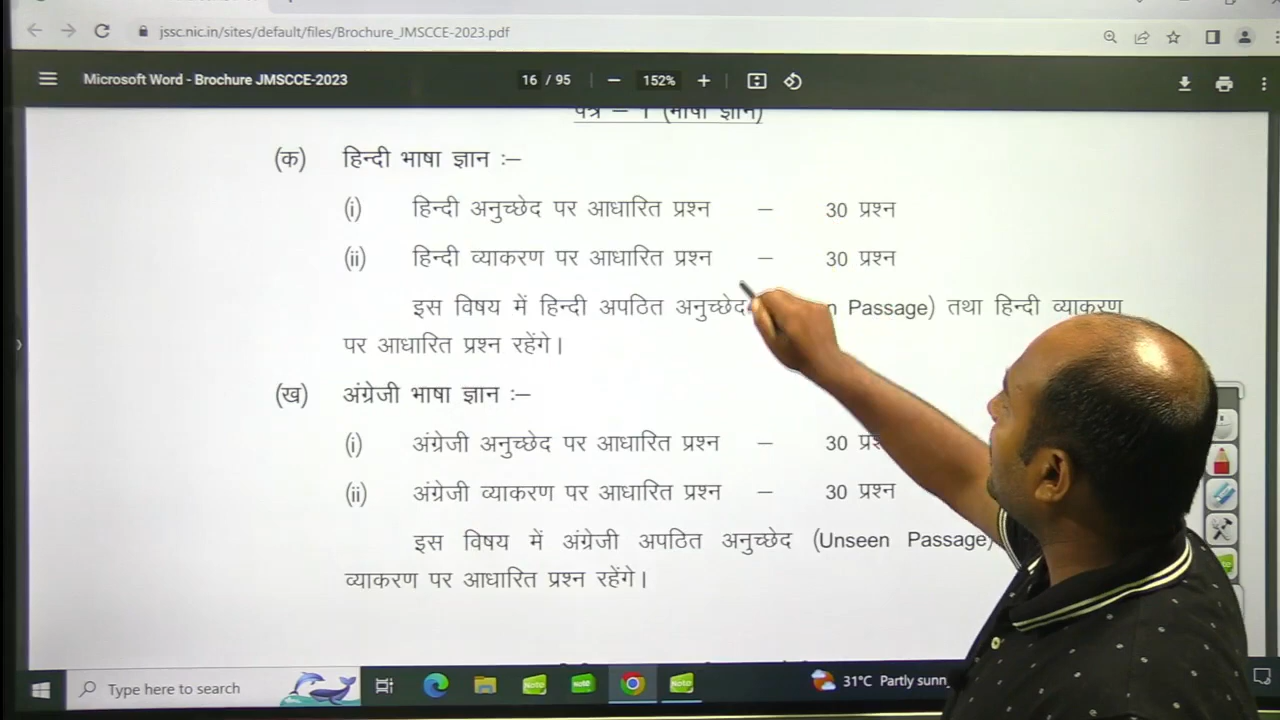 jssc.nic.in/sites/default/files/Brochure_JMSCCE-2023.pdf
Microsoft Word - Brochure JMSCCE-2023
16 / 95
152%
पत्र – 1 (भाषा ज्ञान)
(क) हिन्दी भाषा ज्ञान :–
(i) हिन्दी अनुच्छेद पर आधारित प्रश्न – 30 प्रश्न
(ii) हिन्दी व्याकरण पर आधारित प्रश्न – 30 प्रश्न
इस विषय में हिन्दी अपठित अनुच्छेद Passage) तथा हिन्दी व्याकरण
पर आधारित प्रश्न रहेंगे।
(ख) अंग्रेजी भाषा ज्ञान :–
(i) अंग्रेजी अनुच्छेद पर आधारित प्रश्न – 30
(ii) अंग्रेजी व्याकरण पर आधारित प्रश्न – 30 प्रश्न
इस विषय में अंग्रेजी अपठित अनुच्छेद (Unseen Passage)
व्याकरण पर आधारित प्रश्न रहेंगे।
Type here to search
31°C Partly sunny